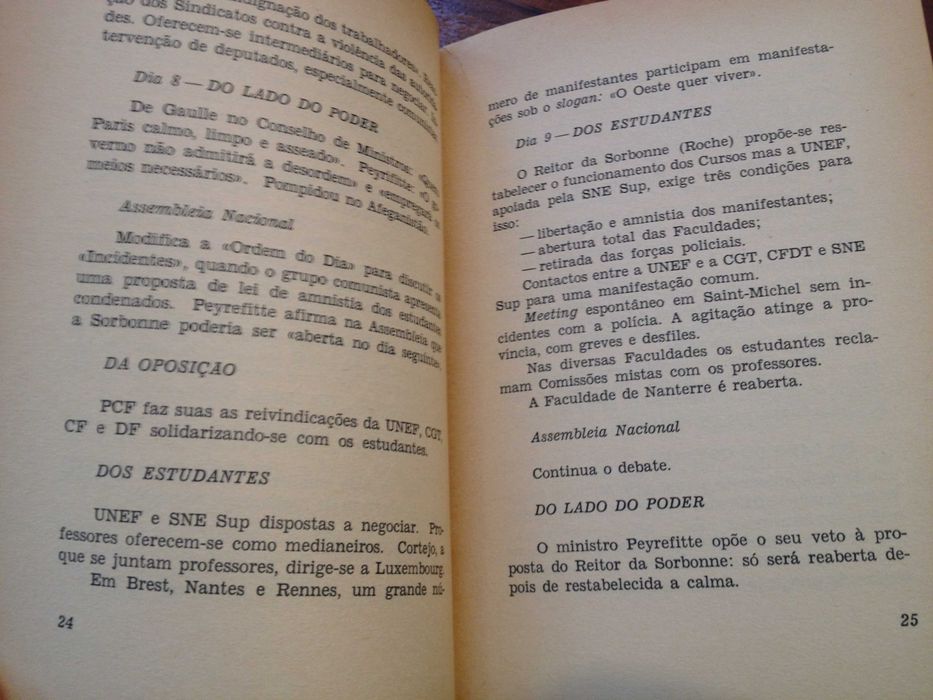 indignação dos trabalhadores».
ção dos Sindicatos contra a violência das autorida-
des. Oferecem-se intermediários para negociar. In-
tervenção de deputados, especialmente comunistas.
Dia 8 — DO LADO DO PODER
De Gaulle no Conselho de Ministros: «Quero
Paris calmo, limpo e asseado». Peyrifitte: «O go-
verno não admitirá a desordem» e «empregará os
meios necessários». Pompidou no Afeganistão.
Assembleia Nacional
Modifica a «Ordem do Dia» para discutir os
«Incidentes», quando o grupo comunista apresenta
uma proposta de lei de amnistia dos estudantes
condenados. Peyrefitte afirma na Assembleia que
a Sorbonne poderia ser «aberta no dia seguinte».
DA OPOSIÇÃO
PCF faz suas as reivindicações da UNEF, CGT,
CF e DF solidarizando-se com os estudantes.
DOS ESTUDANTES
UNEF e SNE Sup dispostas a negociar. Pro-
fessores oferecem-se como medianeiros. Cortejo, a
que se juntam professores, dirige-se a Luxembourg.
Em Brest, Nantes e Rennes, um grande nú-
24
mero de manifestantes participam em manifesta-
ções sob o slogan: «O Oeste quer viver».
Dia 9 — DOS ESTUDANTES
O Reitor da Sorbonne (Roche) propõe-se res-
tabelecer o funcionamento dos Cursos mas a UNEF,
apoiada pela SNE Sup, exige três condições para
isso:
— libertação e amnistia dos manifestantes;
— abertura total das Faculdades;
— retirada das forças policiais.
Contactos entre a UNEF e a CGT, CFDT e SNE
Sup para uma manifestação comum.
Meeting espontâneo em Saint-Michel sem in-
cidentes com a polícia. A agitação atinge a pro-
víncia, com greves e desfiles.
Nas diversas Faculdades os estudantes recla-
mam Comissões mistas com os professores.
A Faculdade de Nanterre é reaberta.
Assembleia Nacional
Continua o debate.
DO LADO DO PODER
O ministro Peyrefitte opõe o seu veto à pro-
posta do Reitor da Sorbonne: só será reaberta de-
pois de restabelecida a calma.
25